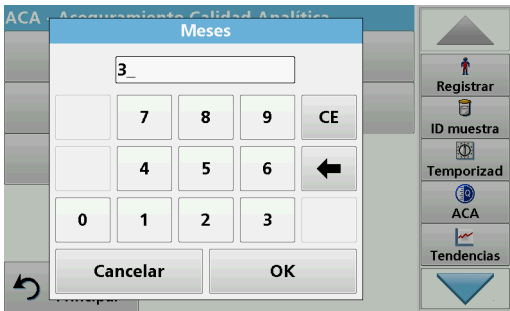 ACA - Aseguramiento Calidad Analítica
Meses
3_
7 8 9 CE
4 5 6
0 1 2 3
Cancelar OK
Principal
Registrar
ID muestra
Temporizad
ACA
Tendencias